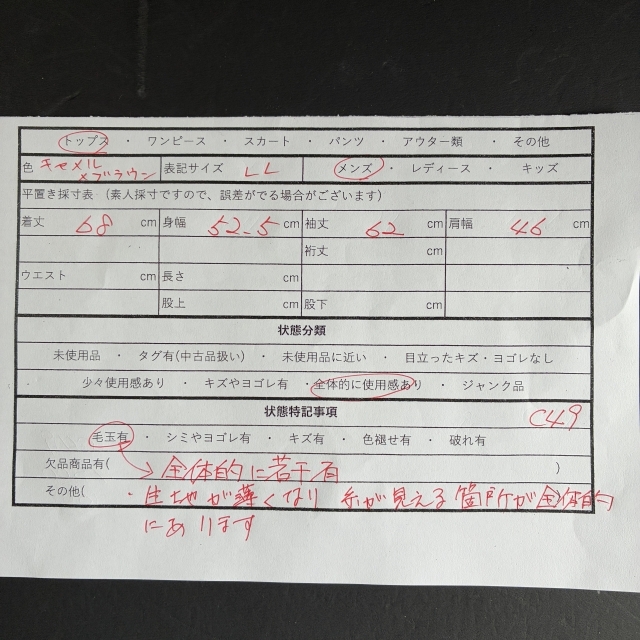 トップス ・ ワンピース ・ スカート ・ パンツ ・ アウター類 ・ その他
色 キャメル×ブラウン 表記サイズ LL メンズ ・ レディース ・ キッズ
平置き採寸表 (素人採寸ですので、誤差がでる場合がございます)
着丈 68 cm 身幅 52.5 cm 袖丈 62 cm 肩幅 46 cm
裄丈 cm
ウエスト cm 長さ cm
股上 cm 股下 cm
状態分類
未使用品 ・ タグ有(中古品扱い) ・ 未使用品に近い ・ 目立ったキズ・ヨゴレなし
少々使用感あり ・ キズやヨゴレ有 ・ 全体的に使用感あり ・ ジャンク品
状態特記事項 C49
毛玉有 ・ シミやヨゴレ有 ・ キズ有 ・ 色褪せ有 ・ 破れ有
欠品商品有( 全体的に若干有 )
その他( ・生地が薄くなり 糸が見える箇所が全体的
にあります